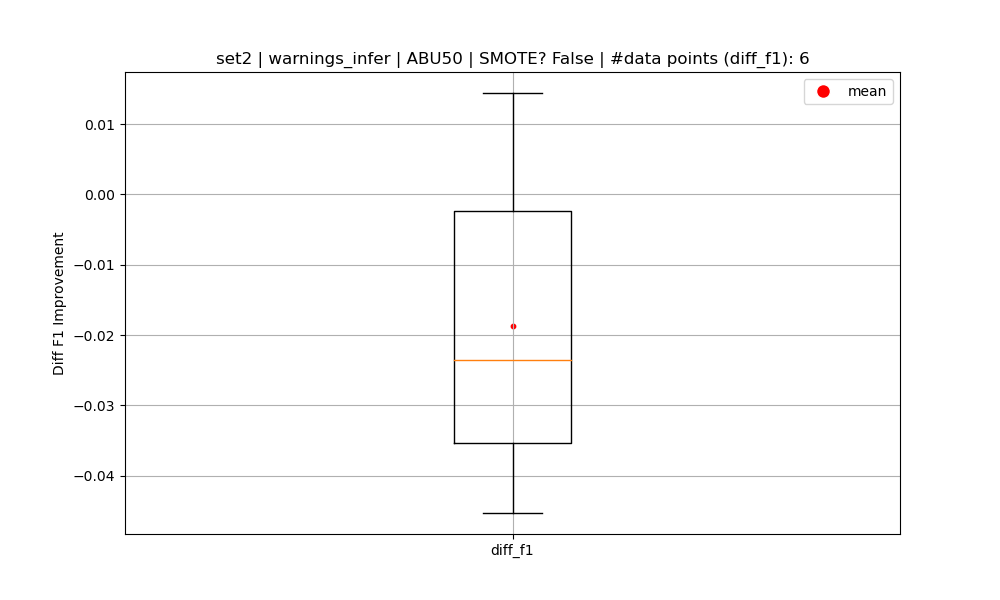 set2 | warnings_infer | ABU50 | SMOTE? False | #data points (diff_f1): 6
mean
0.01
0.00
−0.01
−0.02
−0.03
−0.04
Diff F1 Improvement
diff_f1